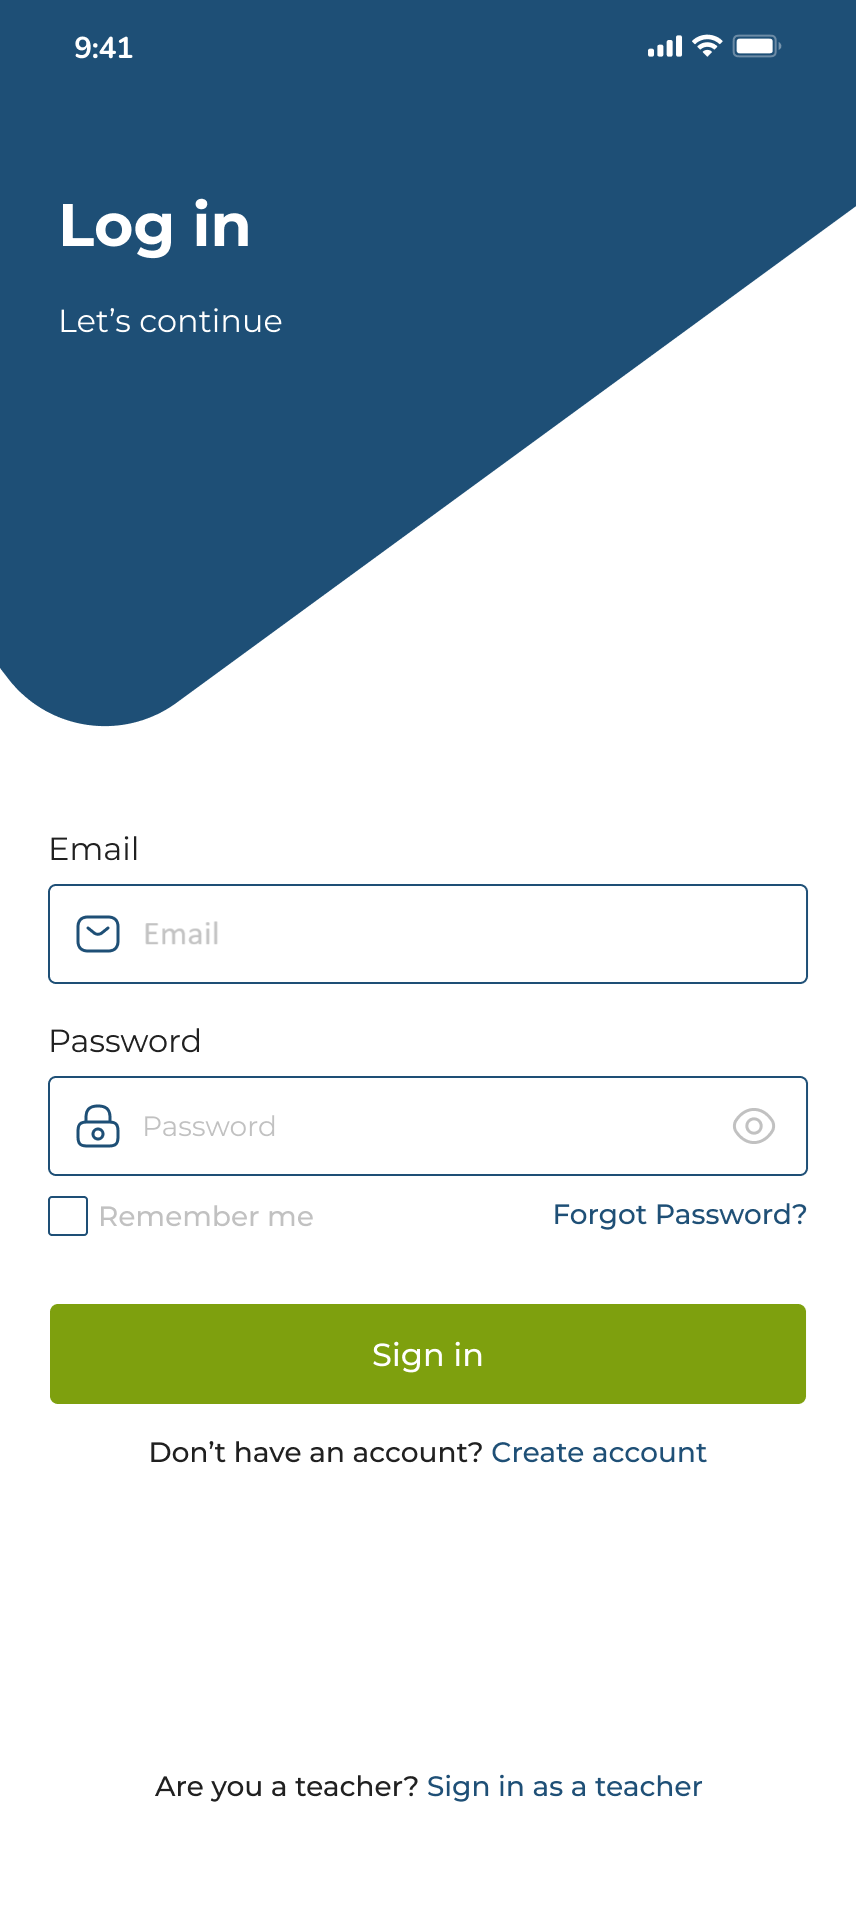 9:41
Log in
Let’s continue
Email
Email
Password
Password
Remember me
Forgot Password?
Sign in
Don’t have an account? Create account
Are you a teacher? Sign in as a teacher